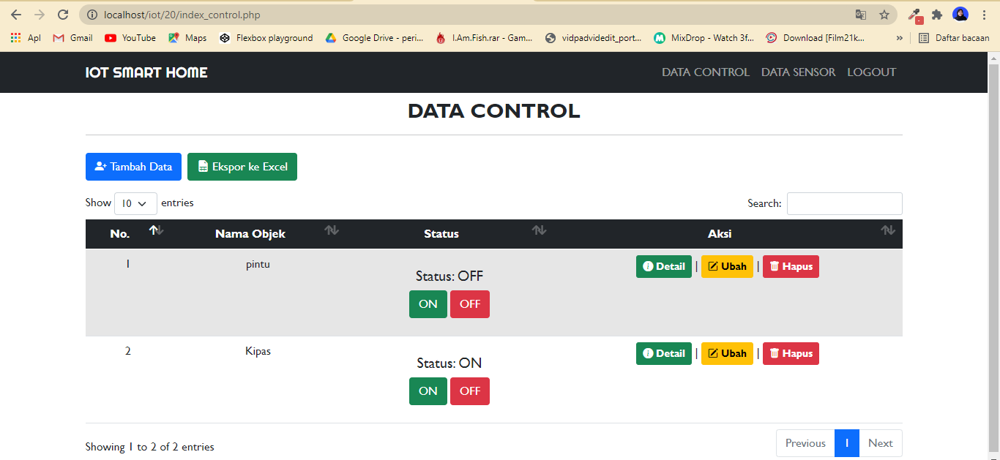 localhost/iot/20/index_control.php
Apl Gmail YouTube Maps Flexbox playground Google Drive - peri... I.Am.Fish.rar - Gam... vidpadvidedit_port... MixDrop - Watch 3f... Download [Film21k... » Daftar bacaan
IOT SMART HOME DATA CONTROL DATA SENSOR LOGOUT
DATA CONTROL
Tambah Data Ekspor ke Excel
Show 10 entries Search:
No. Nama Objek Status Aksi
1 pintu Detail | Ubah | Hapus
Status: OFF
ON OFF
2 Kipas Detail | Ubah | Hapus
Status: ON
ON OFF
Showing 1 to 2 of 2 entries Previous 1 Next